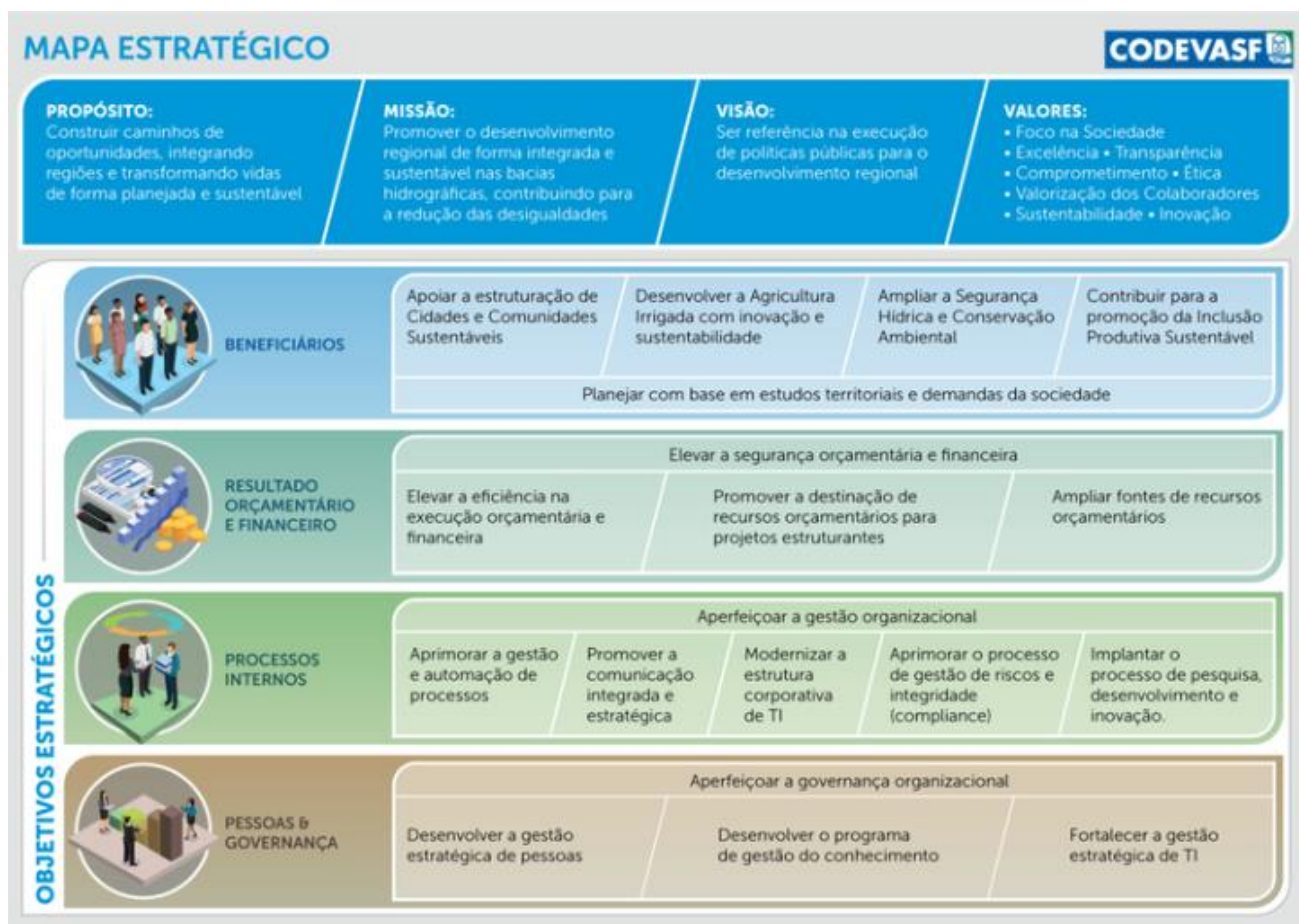 MAPA ESTRATÉGICO
CODEVASF
PROPÓSITO:
Construir caminhos de
oportunidades, integrando
regiões e transformando vidas
de forma planejada e sustentável
MISSÃO:
Promover o desenvolvimento
regional de forma integrada e
sustentável nas bacias
hidrográficas, contribuindo para
a redução das desigualdades
VISÃO:
Ser referência na execução
de políticas públicas para o
desenvolvimento regional
VALORES:
• Foco na Sociedade
• Excelência • Transparência
• Comprometimento • Ética
• Valorização dos Colaboradores
• Sustentabilidade • Inovação
OBJETIVOS ESTRATÉGICOS
BENEFICIÁRIOS
Apoiar a estruturação de
Cidades e Comunidades
Sustentáveis
Desenvolver a Agricultura
Irrigada com inovação e
sustentabilidade
Ampliar a Segurança
Hídrica e Conservação
Ambiental
Contribuir para a
promoção da Inclusão
Produtiva Sustentável
Planejar com base em estudos territoriais e demandas da sociedade
RESULTADO
ORÇAMENTÁRIO
E FINANCEIRO
Elevar a segurança orçamentária e financeira
Elevar a eficiência na
execução orçamentária e
financeira
Promover a destinação de
recursos orçamentários para
projetos estruturantes
Ampliar fontes de recursos
orçamentários
PROCESSOS
INTERNOS
Aperfeiçoar a gestão organizacional
Aprimorar a gestão
e automação de
processos
Promover a
comunicação
integrada e
estratégica
Modernizar a
estrutura
corporativa
de TI
Aprimorar o processo
de gestão de riscos e
integridade
(compliance)
Implantar o
processo de pesquisa,
desenvolvimento e
inovação.
PESSOAS &
GOVERNANÇA
Aperfeiçoar a governança organizacional
Desenvolver a gestão
estratégica de pessoas
Desenvolver o programa
de gestão do conhecimento
Fortalecer a gestão
estratégica de TI